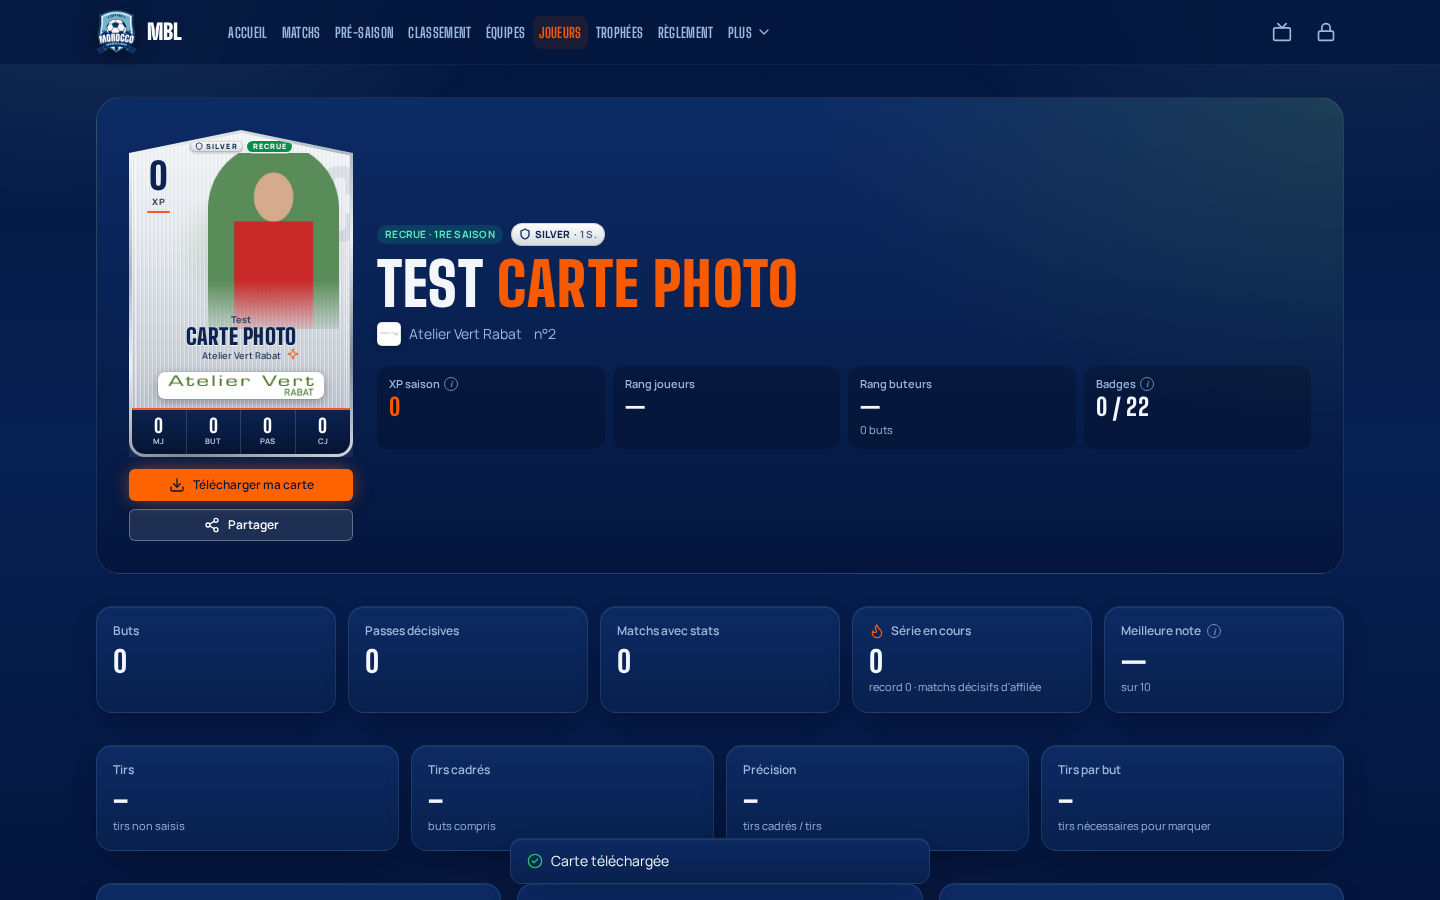 MOROCCO
MBL
ACCUEIL
MATCHS
PRÉ-SAISON
CLASSEMENT
ÉQUIPES
JOUEURS
TROPHÉES
RÈGLEMENT
PLUS
SILVER
RECRUE
0
XP
Test
CARTE PHOTO
Atelier Vert Rabat
Atelier Vert
RABAT
0 0 0 0
MJ BUT PAS CJ
Télécharger ma carte
Partager
RECRUE · 1RE SAISON
SILVER · 1 S.
TEST CARTE PHOTO
Atelier Vert Rabat n°2
XP saison i
0
Rang joueurs
—
Rang buteurs
—
0 buts
Badges i
0 / 22
Buts
0
Passes décisives
0
Matchs avec stats
0
Série en cours
0
record 0 · matchs décisifs d'affilée
Meilleure note i
—
sur 10
Tirs
–
tirs non saisis
Tirs cadrés
–
buts compris
Précision
–
tirs cadrés / tirs
Tirs par but
–
tirs nécessaires pour marquer
Carte téléchargée